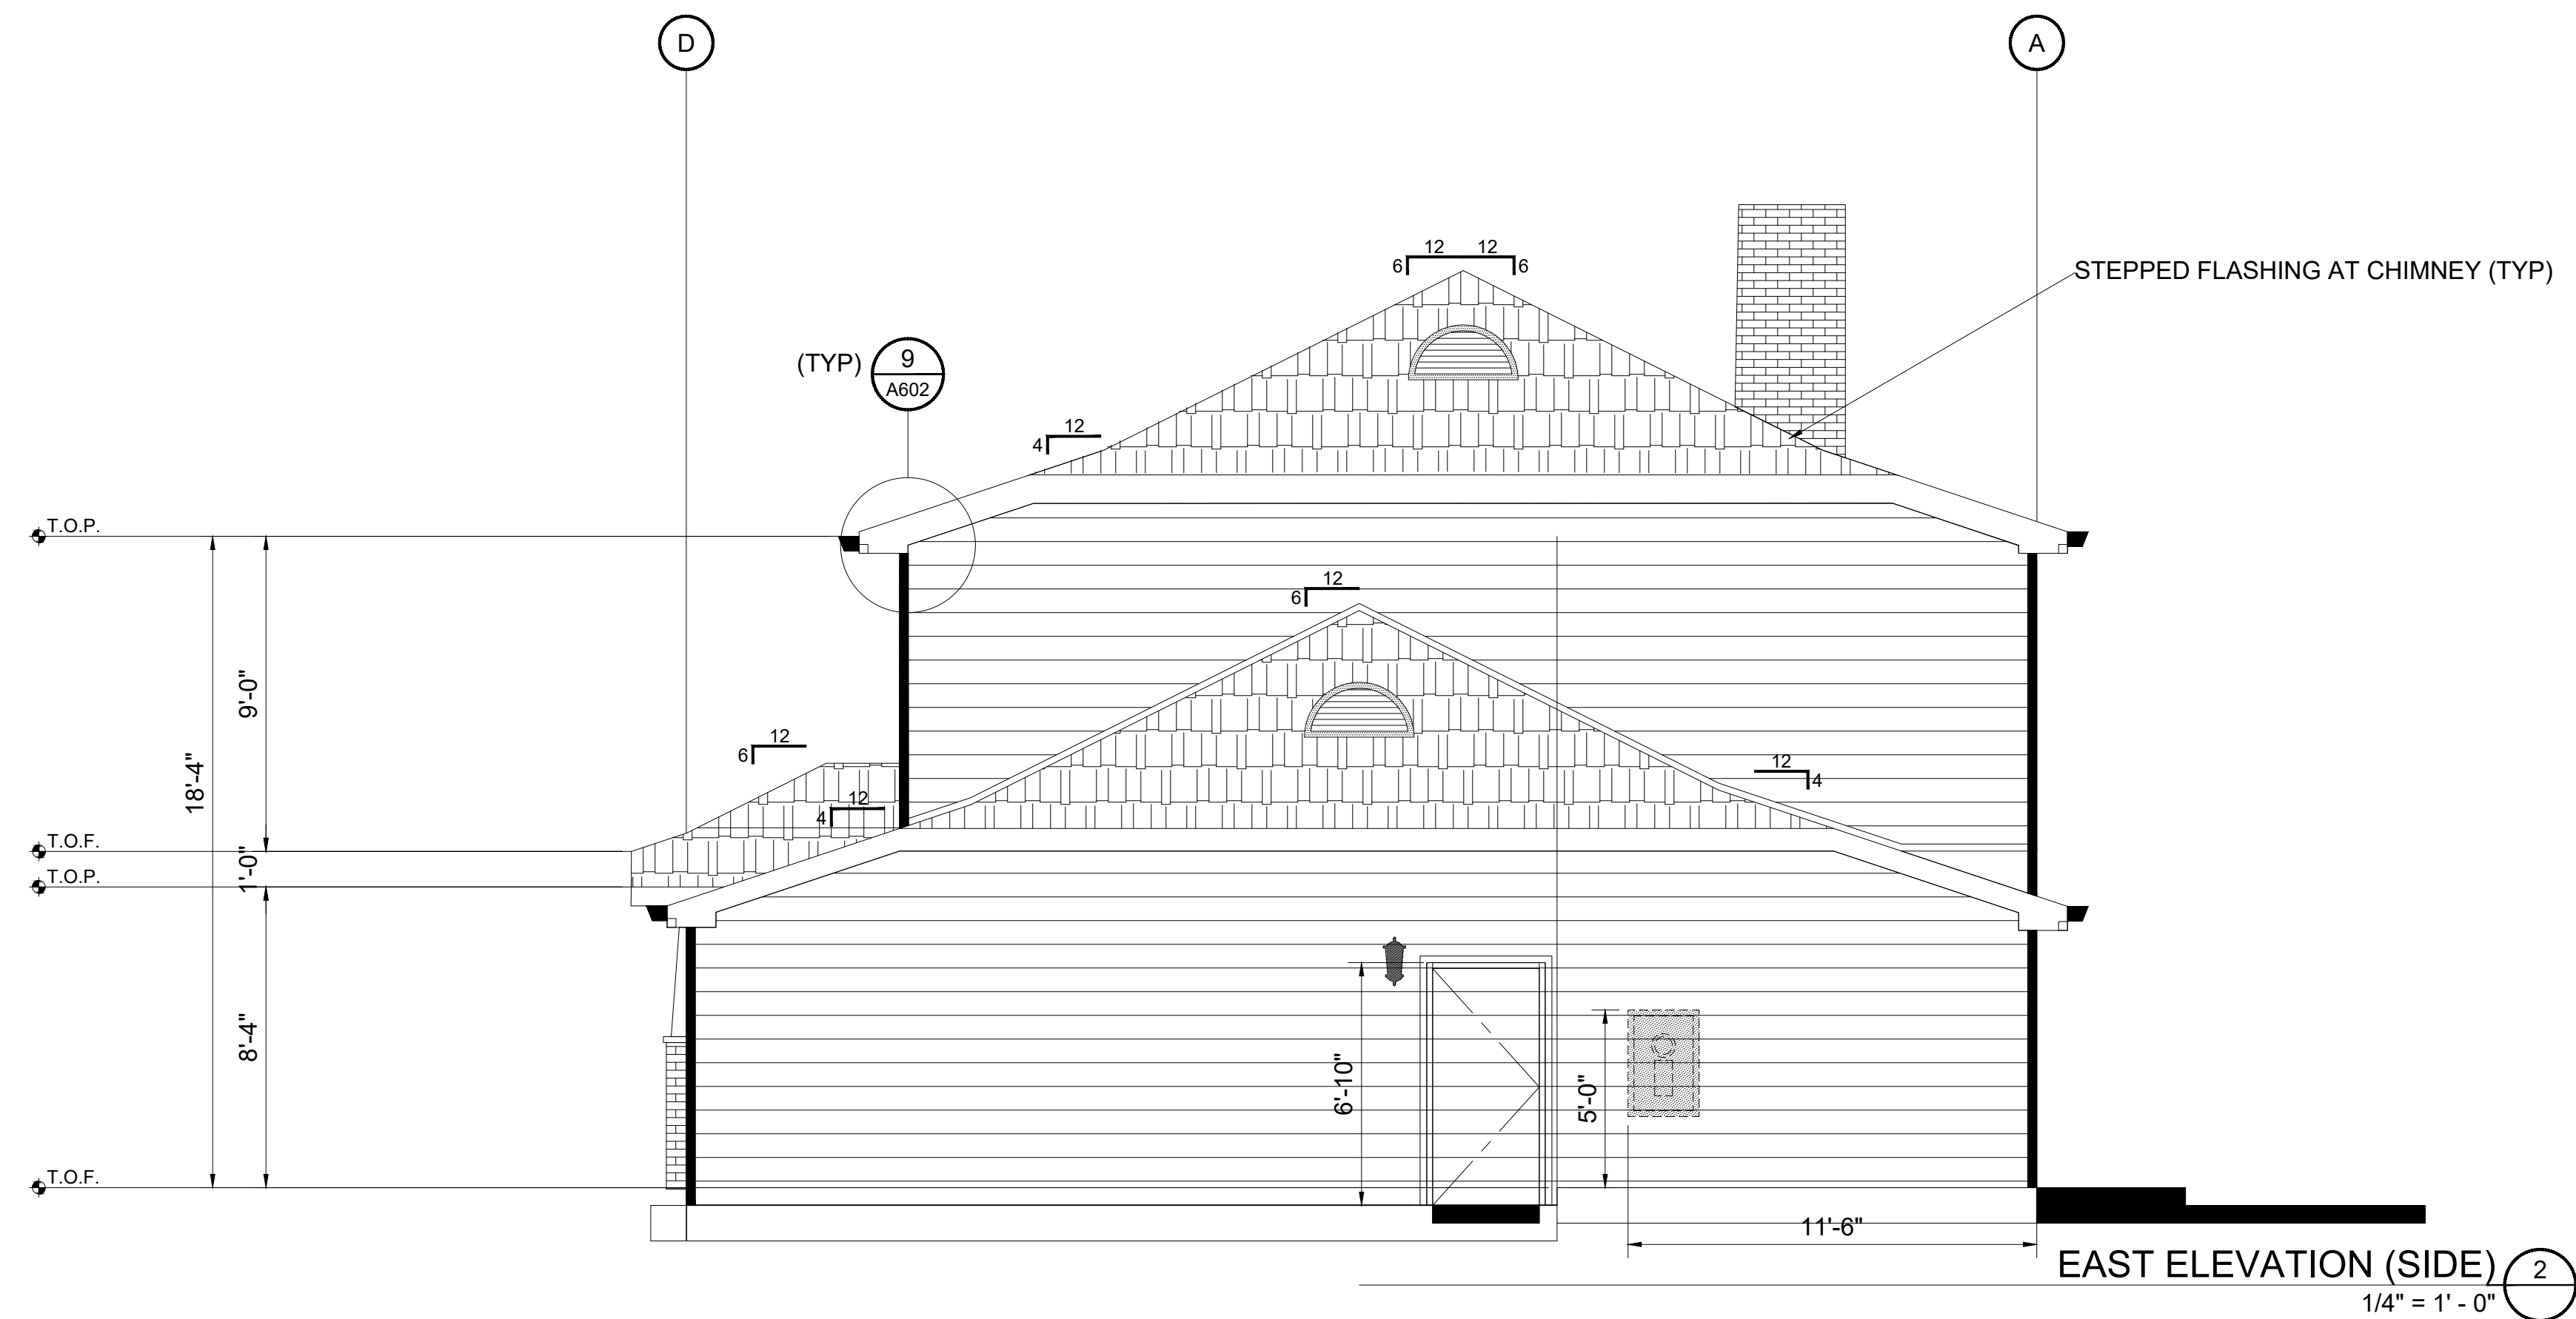 D
A
12 12
6 6
STEPPED FLASHING AT CHIMNEY (TYP)
(TYP)
9
A602
12
4
T.O.P.
12
6
9'-0"
18'-4"
12
6
12
4
12
4
T.O.F.
1'-0"
T.O.P.
8'-4"
6'-10"
5'-0"
T.O.F.
11'-6"
EAST ELEVATION (SIDE)
2
1/4" = 1' - 0"